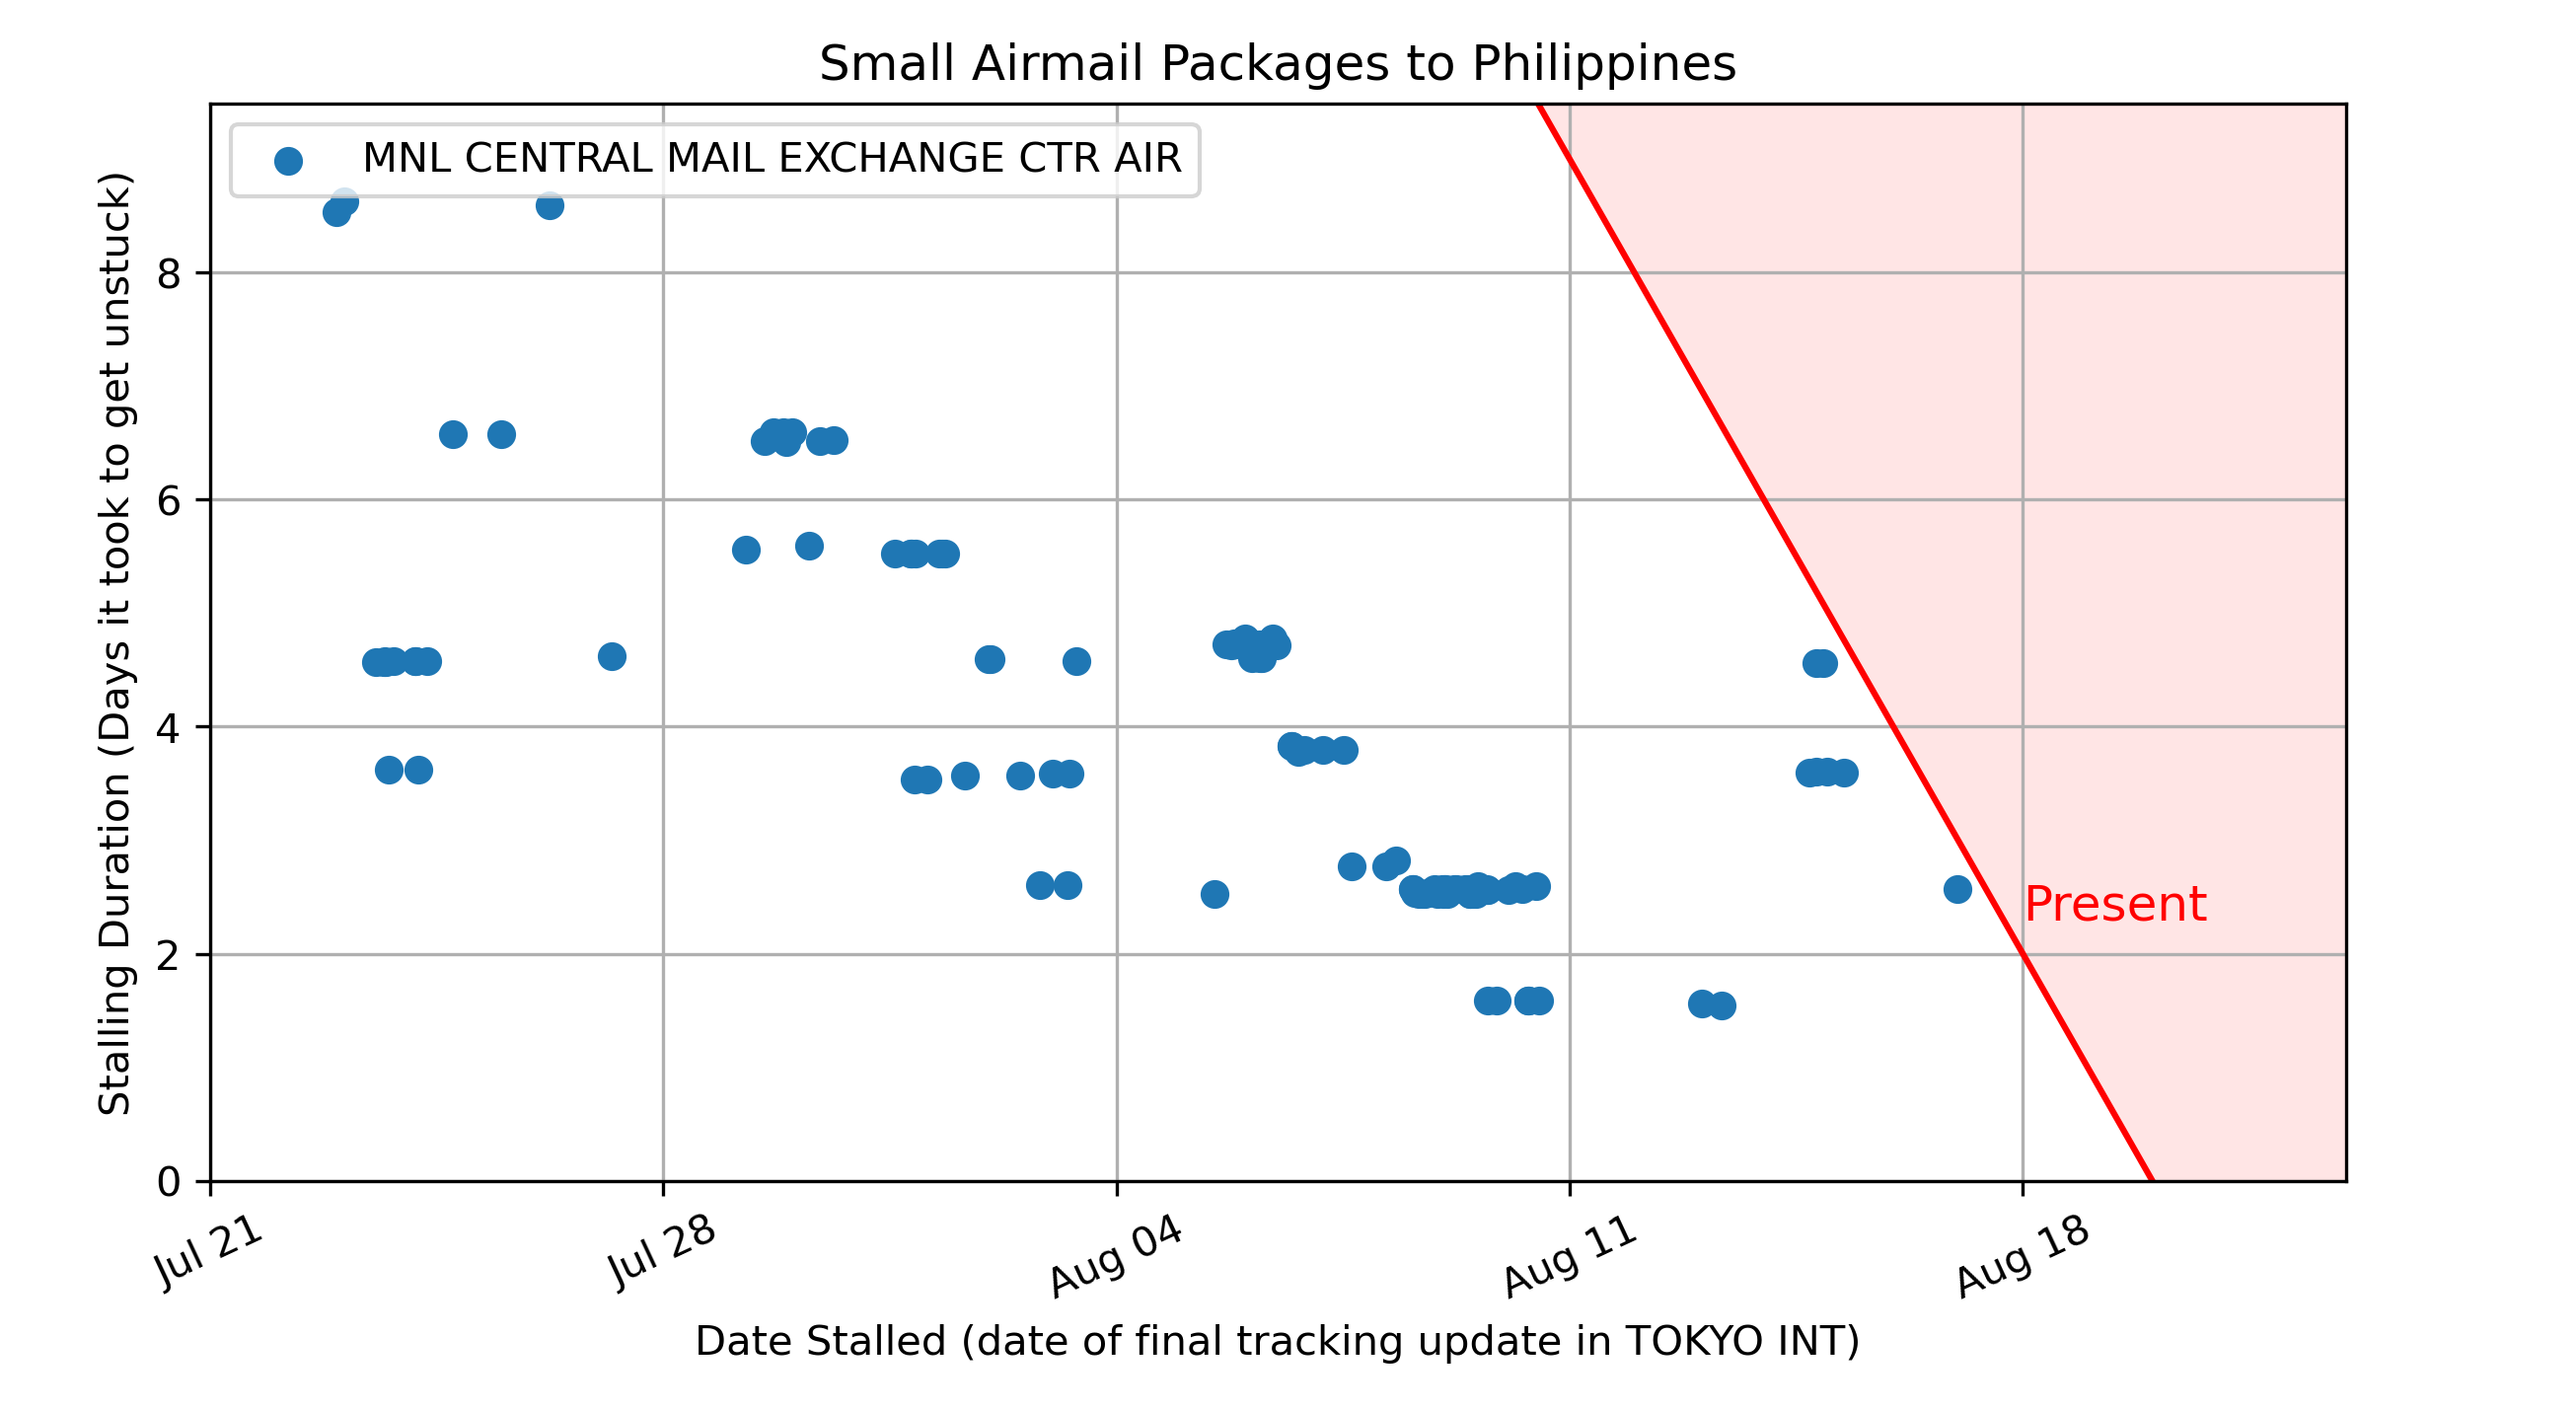 Small Airmail Packages to Philippines
MNL CENTRAL MAIL EXCHANGE CTR AIR
Stalling Duration (Days it took to get unstuck)
8
6
4
2
0
Present
Jul 21
Jul 28
Aug 04
Aug 11
Aug 18
Date Stalled (date of final tracking update in TOKYO INT)